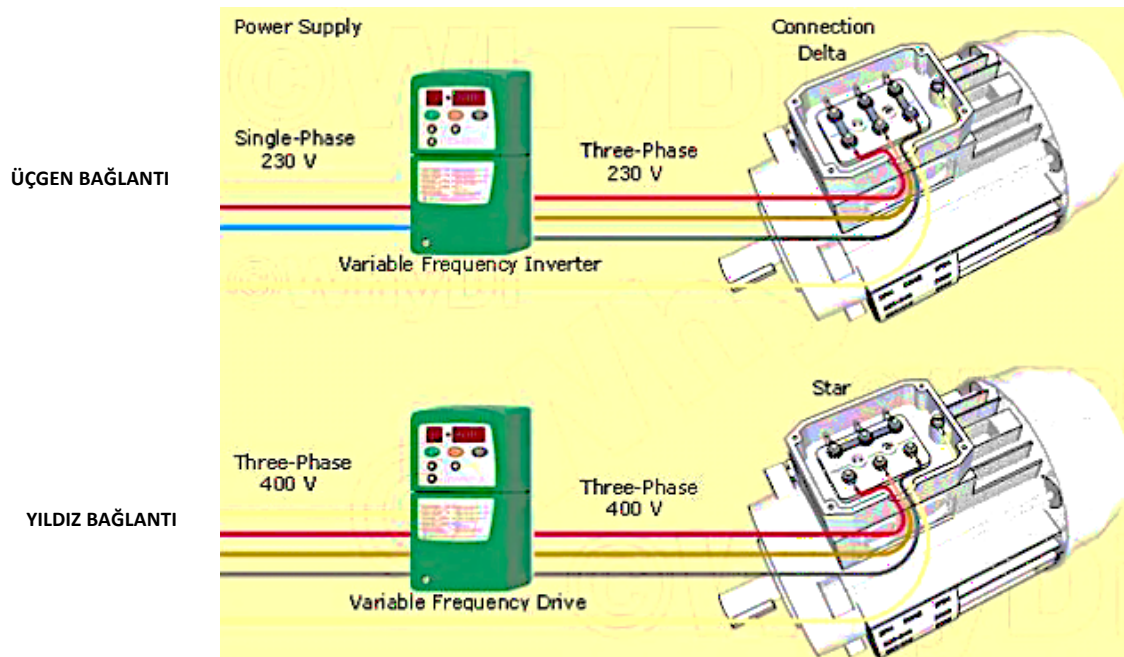 Power Supply
Connection
Delta
Single-Phase
230 V
Three-Phase
230 V
ÜÇGEN BAĞLANTI
Variable Frequency Inverter
Star
Three-Phase
400 V
Three-Phase
400 V
YILDIZ BAĞLANTI
Variable Frequency Drive